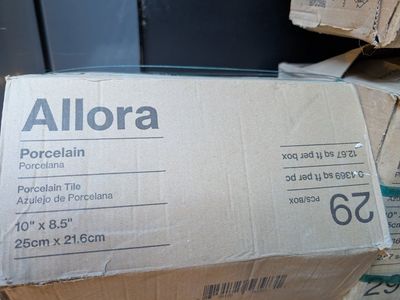 Allora
Porcelain
Porcelana
Porcelain Tile
Azulejo de Porcelana
10" x 8.5"
25cm x 21.6cm
29 PCS/BOX
0.4369 sq ft per pc
12.67 sq ft per box
29